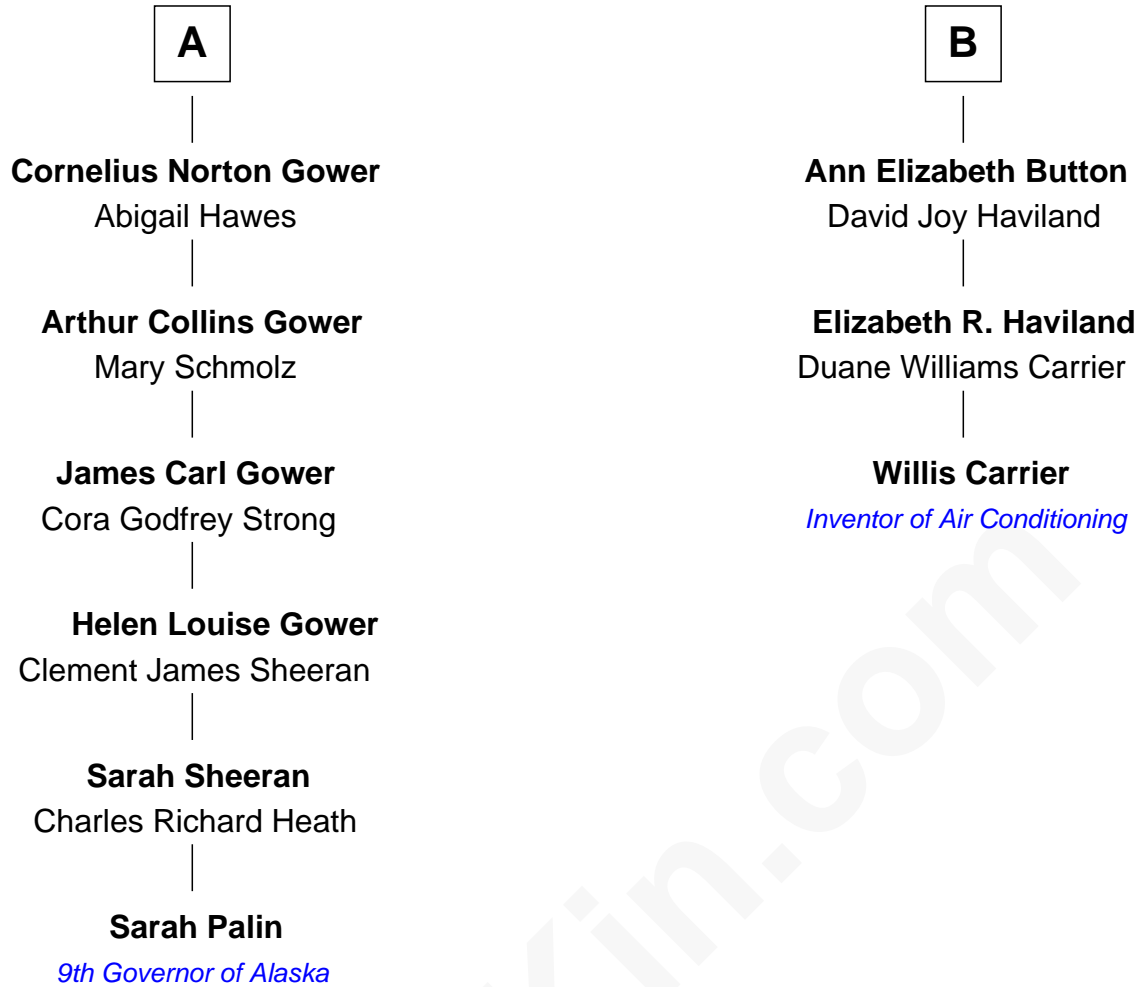 A
Cornelius Norton Gower
Abigail Hawes
Arthur Collins Gower
Mary Schmolz
James Carl Gower
Cora Godfrey Strong
Helen Louise Gower
Clement James Sheeran
Sarah Sheeran
Charles Richard Heath
Sarah Palin
9th Governor of Alaska
B
Ann Elizabeth Button
David Joy Haviland
Elizabeth R. Haviland
Duane Williams Carrier
Willis Carrier
Inventor of Air Conditioning
Kin.com